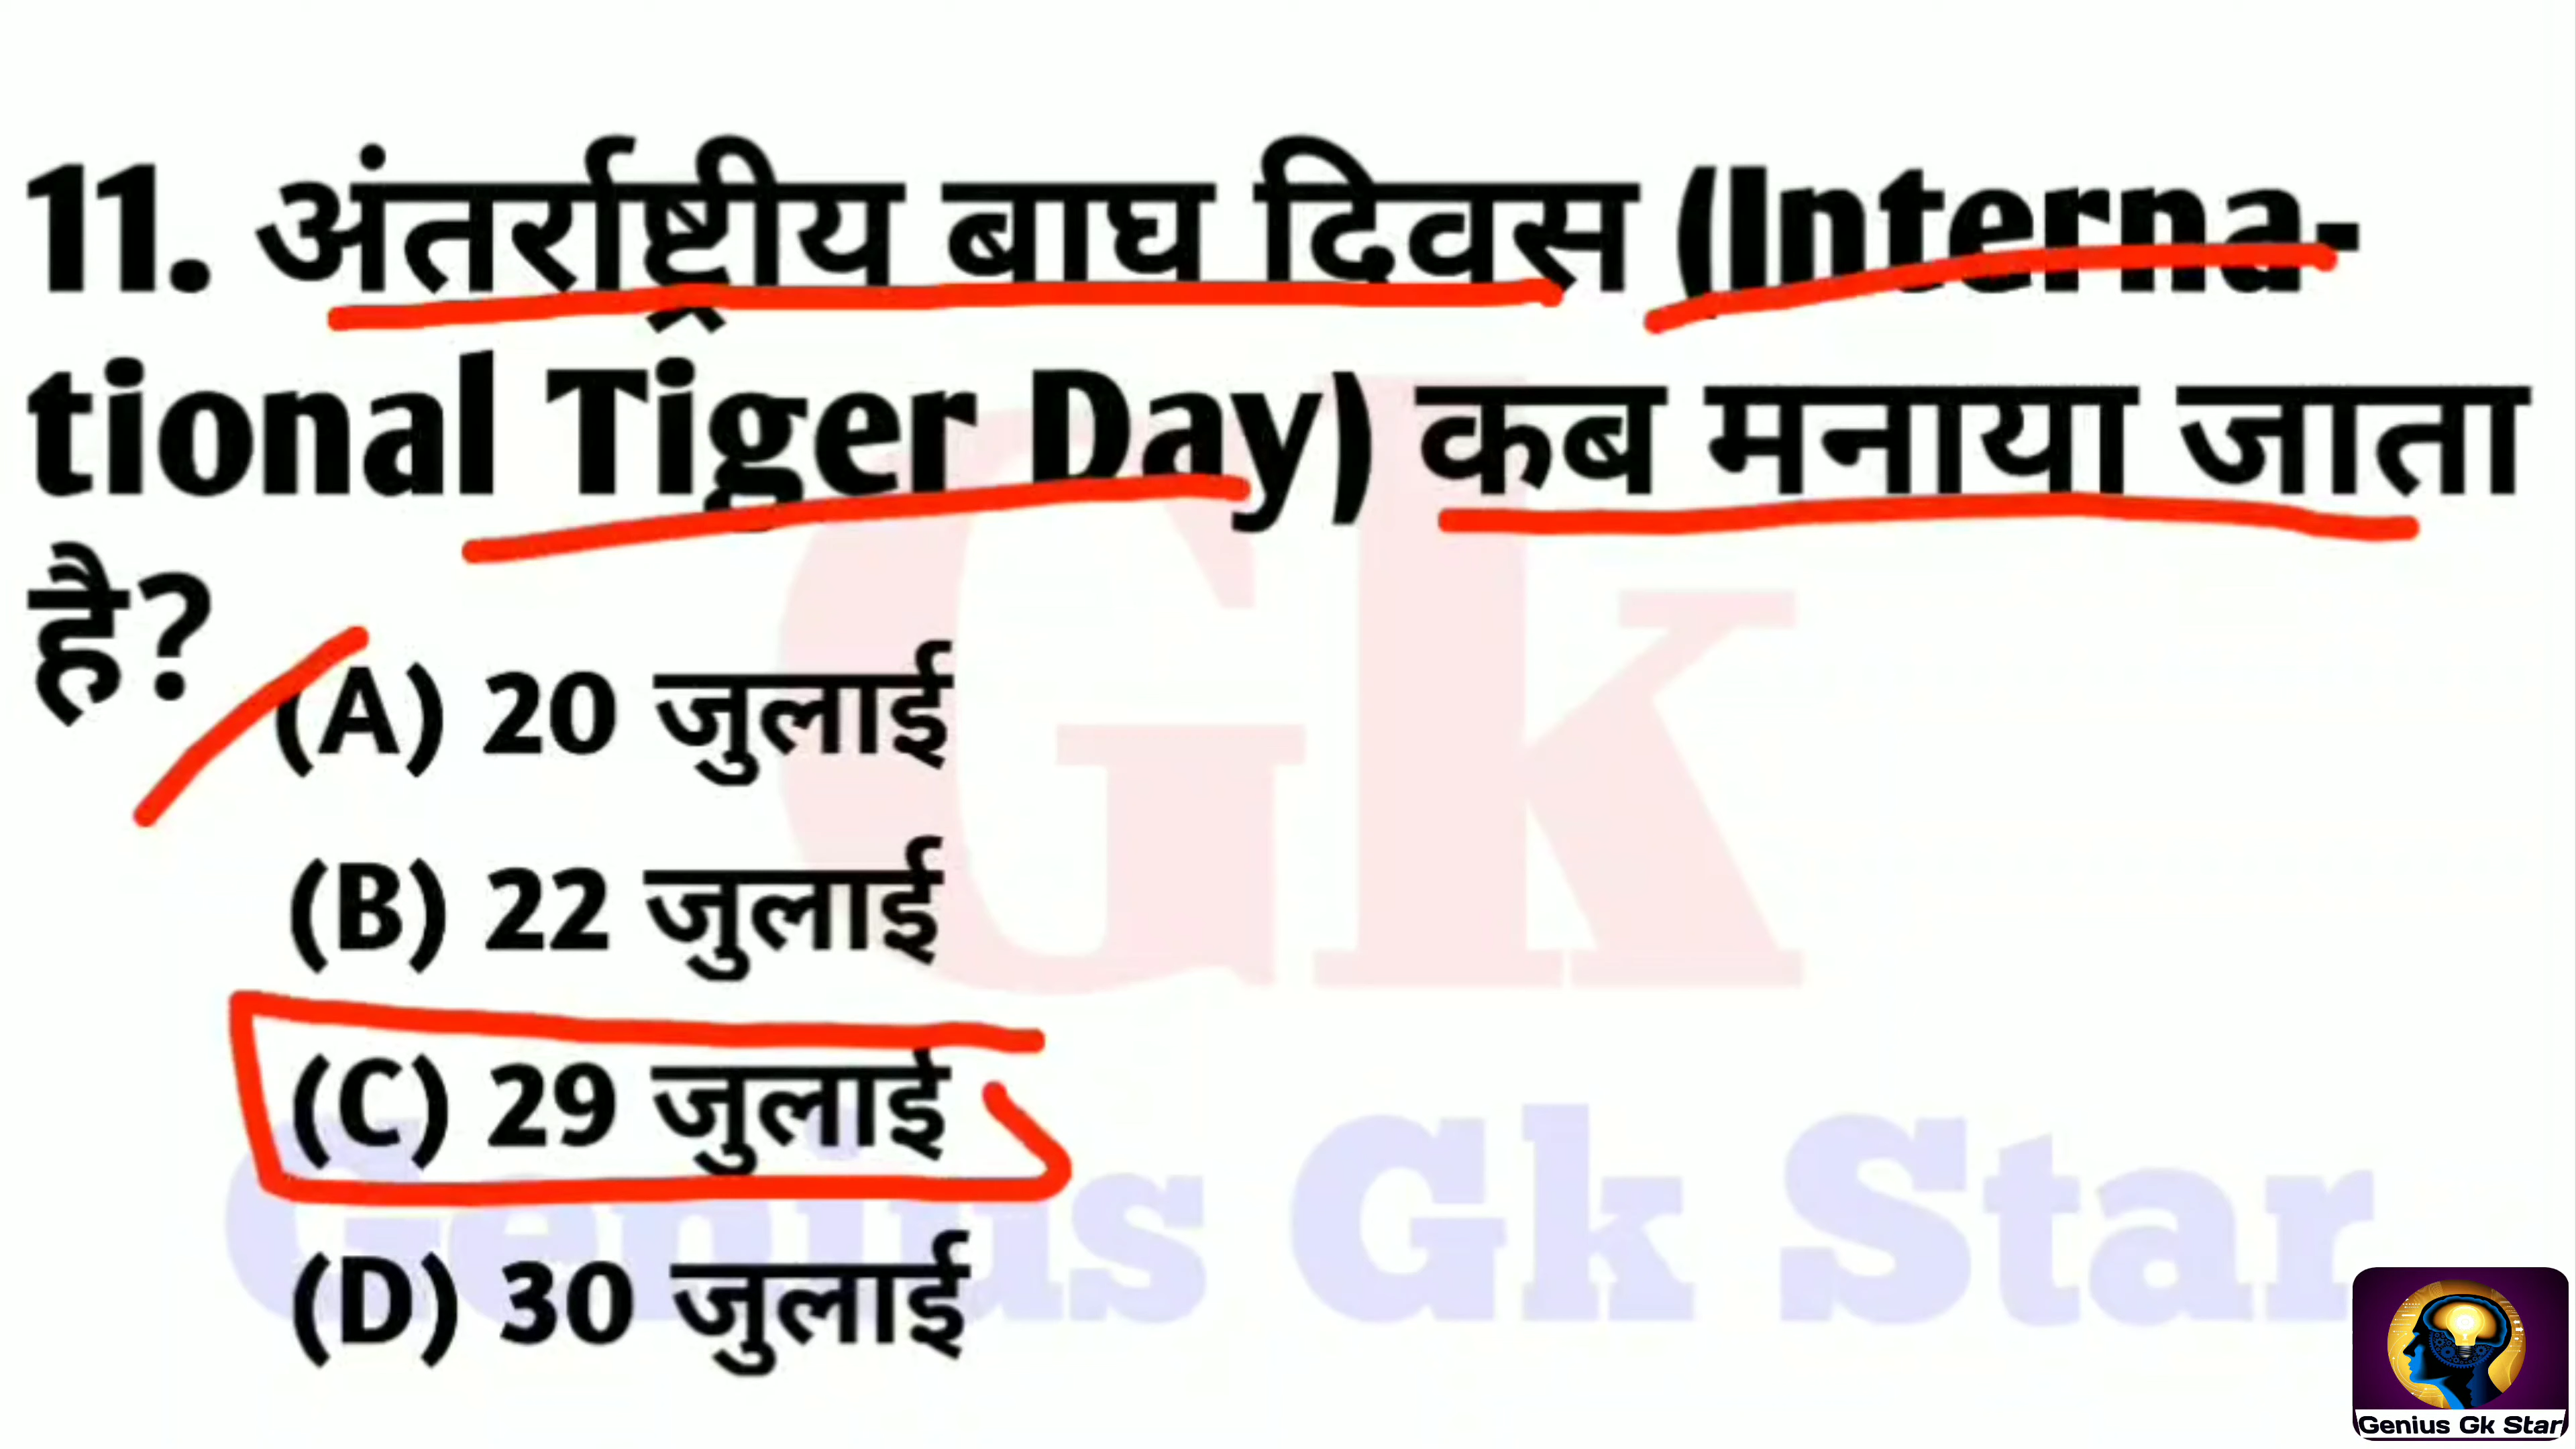 11. अंतर्राष्ट्रीय बाघ दिवस (Interna-
tional Tiger Day) कब मनाया जाता
है?
(A) 20 जुलाई
(B) 22 जुलाई
(C) 29 जुलाई
(D) 30 जुलाई
Gk
Genius Gk Star
Genius Gk Star